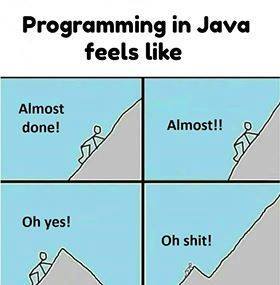 Programming in Java
feels like
Almost
done!
Almost!!
Oh yes!
Oh shit!